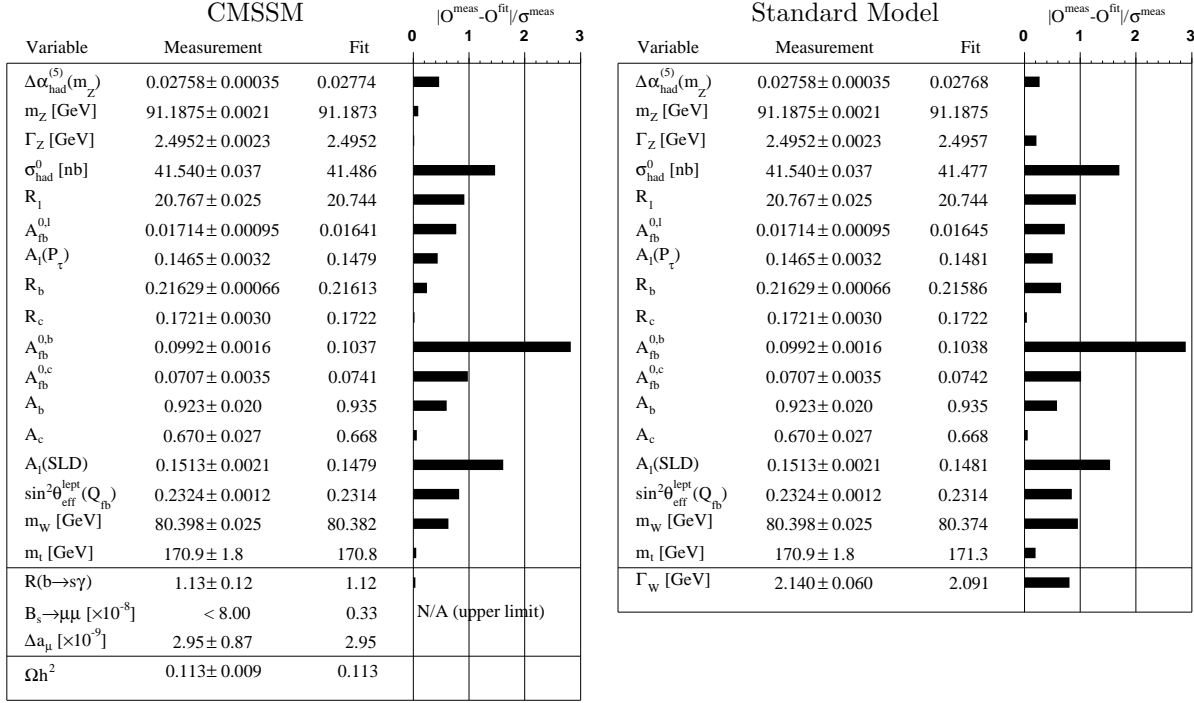 CMSSM
|O^meas-O^fit|/σ^meas
Variable Measurement Fit 0 1 2 3
Δα_had^(5)(m_Z) 0.02758 ± 0.00035 0.02774
m_Z [GeV] 91.1875 ± 0.0021 91.1873
Γ_Z [GeV] 2.4952 ± 0.0023 2.4952
σ_had^0 [nb] 41.540 ± 0.037 41.486
R_l 20.767 ± 0.025 20.744
A_fb^0,l 0.01714 ± 0.00095 0.01641
A_l(P_τ) 0.1465 ± 0.0032 0.1479
R_b 0.21629 ± 0.00066 0.21613
R_c 0.1721 ± 0.0030 0.1722
A_fb^0,b 0.0992 ± 0.0016 0.1037
A_fb^0,c 0.0707 ± 0.0035 0.0741
A_b 0.923 ± 0.020 0.935
A_c 0.670 ± 0.027 0.668
A_l(SLD) 0.1513 ± 0.0021 0.1479
sin²θ_eff^lept(Q_fb) 0.2324 ± 0.0012 0.2314
m_W [GeV] 80.398 ± 0.025 80.382
m_t [GeV] 170.9 ± 1.8 170.8
R(b→sγ) 1.13 ± 0.12 1.12
B_s→μμ [×10^-8] < 8.00 0.33 N/A (upper limit)
Δa_μ [×10^-9] 2.95 ± 0.87 2.95
Ωh² 0.113 ± 0.009 0.113
Standard Model
|O^meas-O^fit|/σ^meas
Variable Measurement Fit 0 1 2 3
Δα_had^(5)(m_Z) 0.02758 ± 0.00035 0.02768
m_Z [GeV] 91.1875 ± 0.0021 91.1875
Γ_Z [GeV] 2.4952 ± 0.0023 2.4957
σ_had^0 [nb] 41.540 ± 0.037 41.477
R_l 20.767 ± 0.025 20.744
A_fb^0,l 0.01714 ± 0.00095 0.01645
A_l(P_τ) 0.1465 ± 0.0032 0.1481
R_b 0.21629 ± 0.00066 0.21586
R_c 0.1721 ± 0.0030 0.1722
A_fb^0,b 0.0992 ± 0.0016 0.1038
A_fb^0,c 0.0707 ± 0.0035 0.0742
A_b 0.923 ± 0.020 0.935
A_c 0.670 ± 0.027 0.668
A_l(SLD) 0.1513 ± 0.0021 0.1481
sin²θ_eff^lept(Q_fb) 0.2324 ± 0.0012 0.2314
m_W [GeV] 80.398 ± 0.025 80.374
m_t [GeV] 170.9 ± 1.8 171.3
Γ_W [GeV] 2.140 ± 0.060 2.091